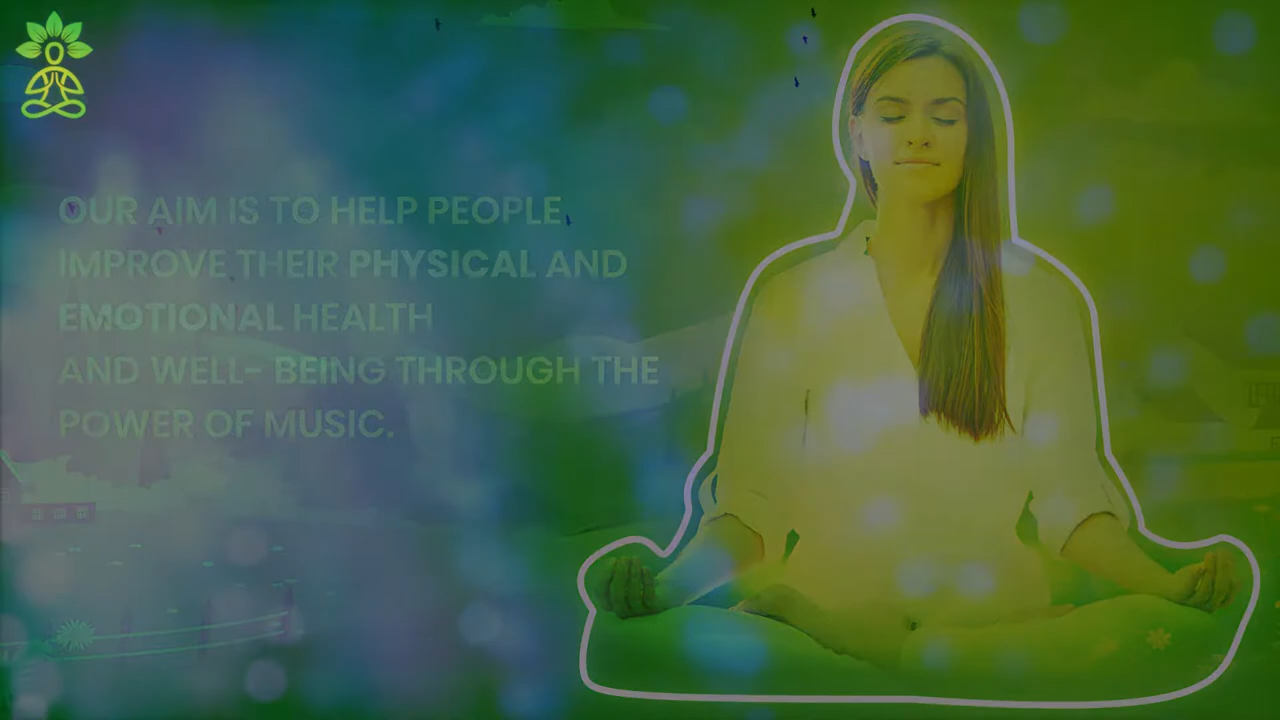 OUR AIM IS TO HELP PEOPLE
IMPROVE THEIR PHYSICAL AND
EMOTIONAL HEALTH
AND WELL- BEING THROUGH THE
POWER OF MUSIC.